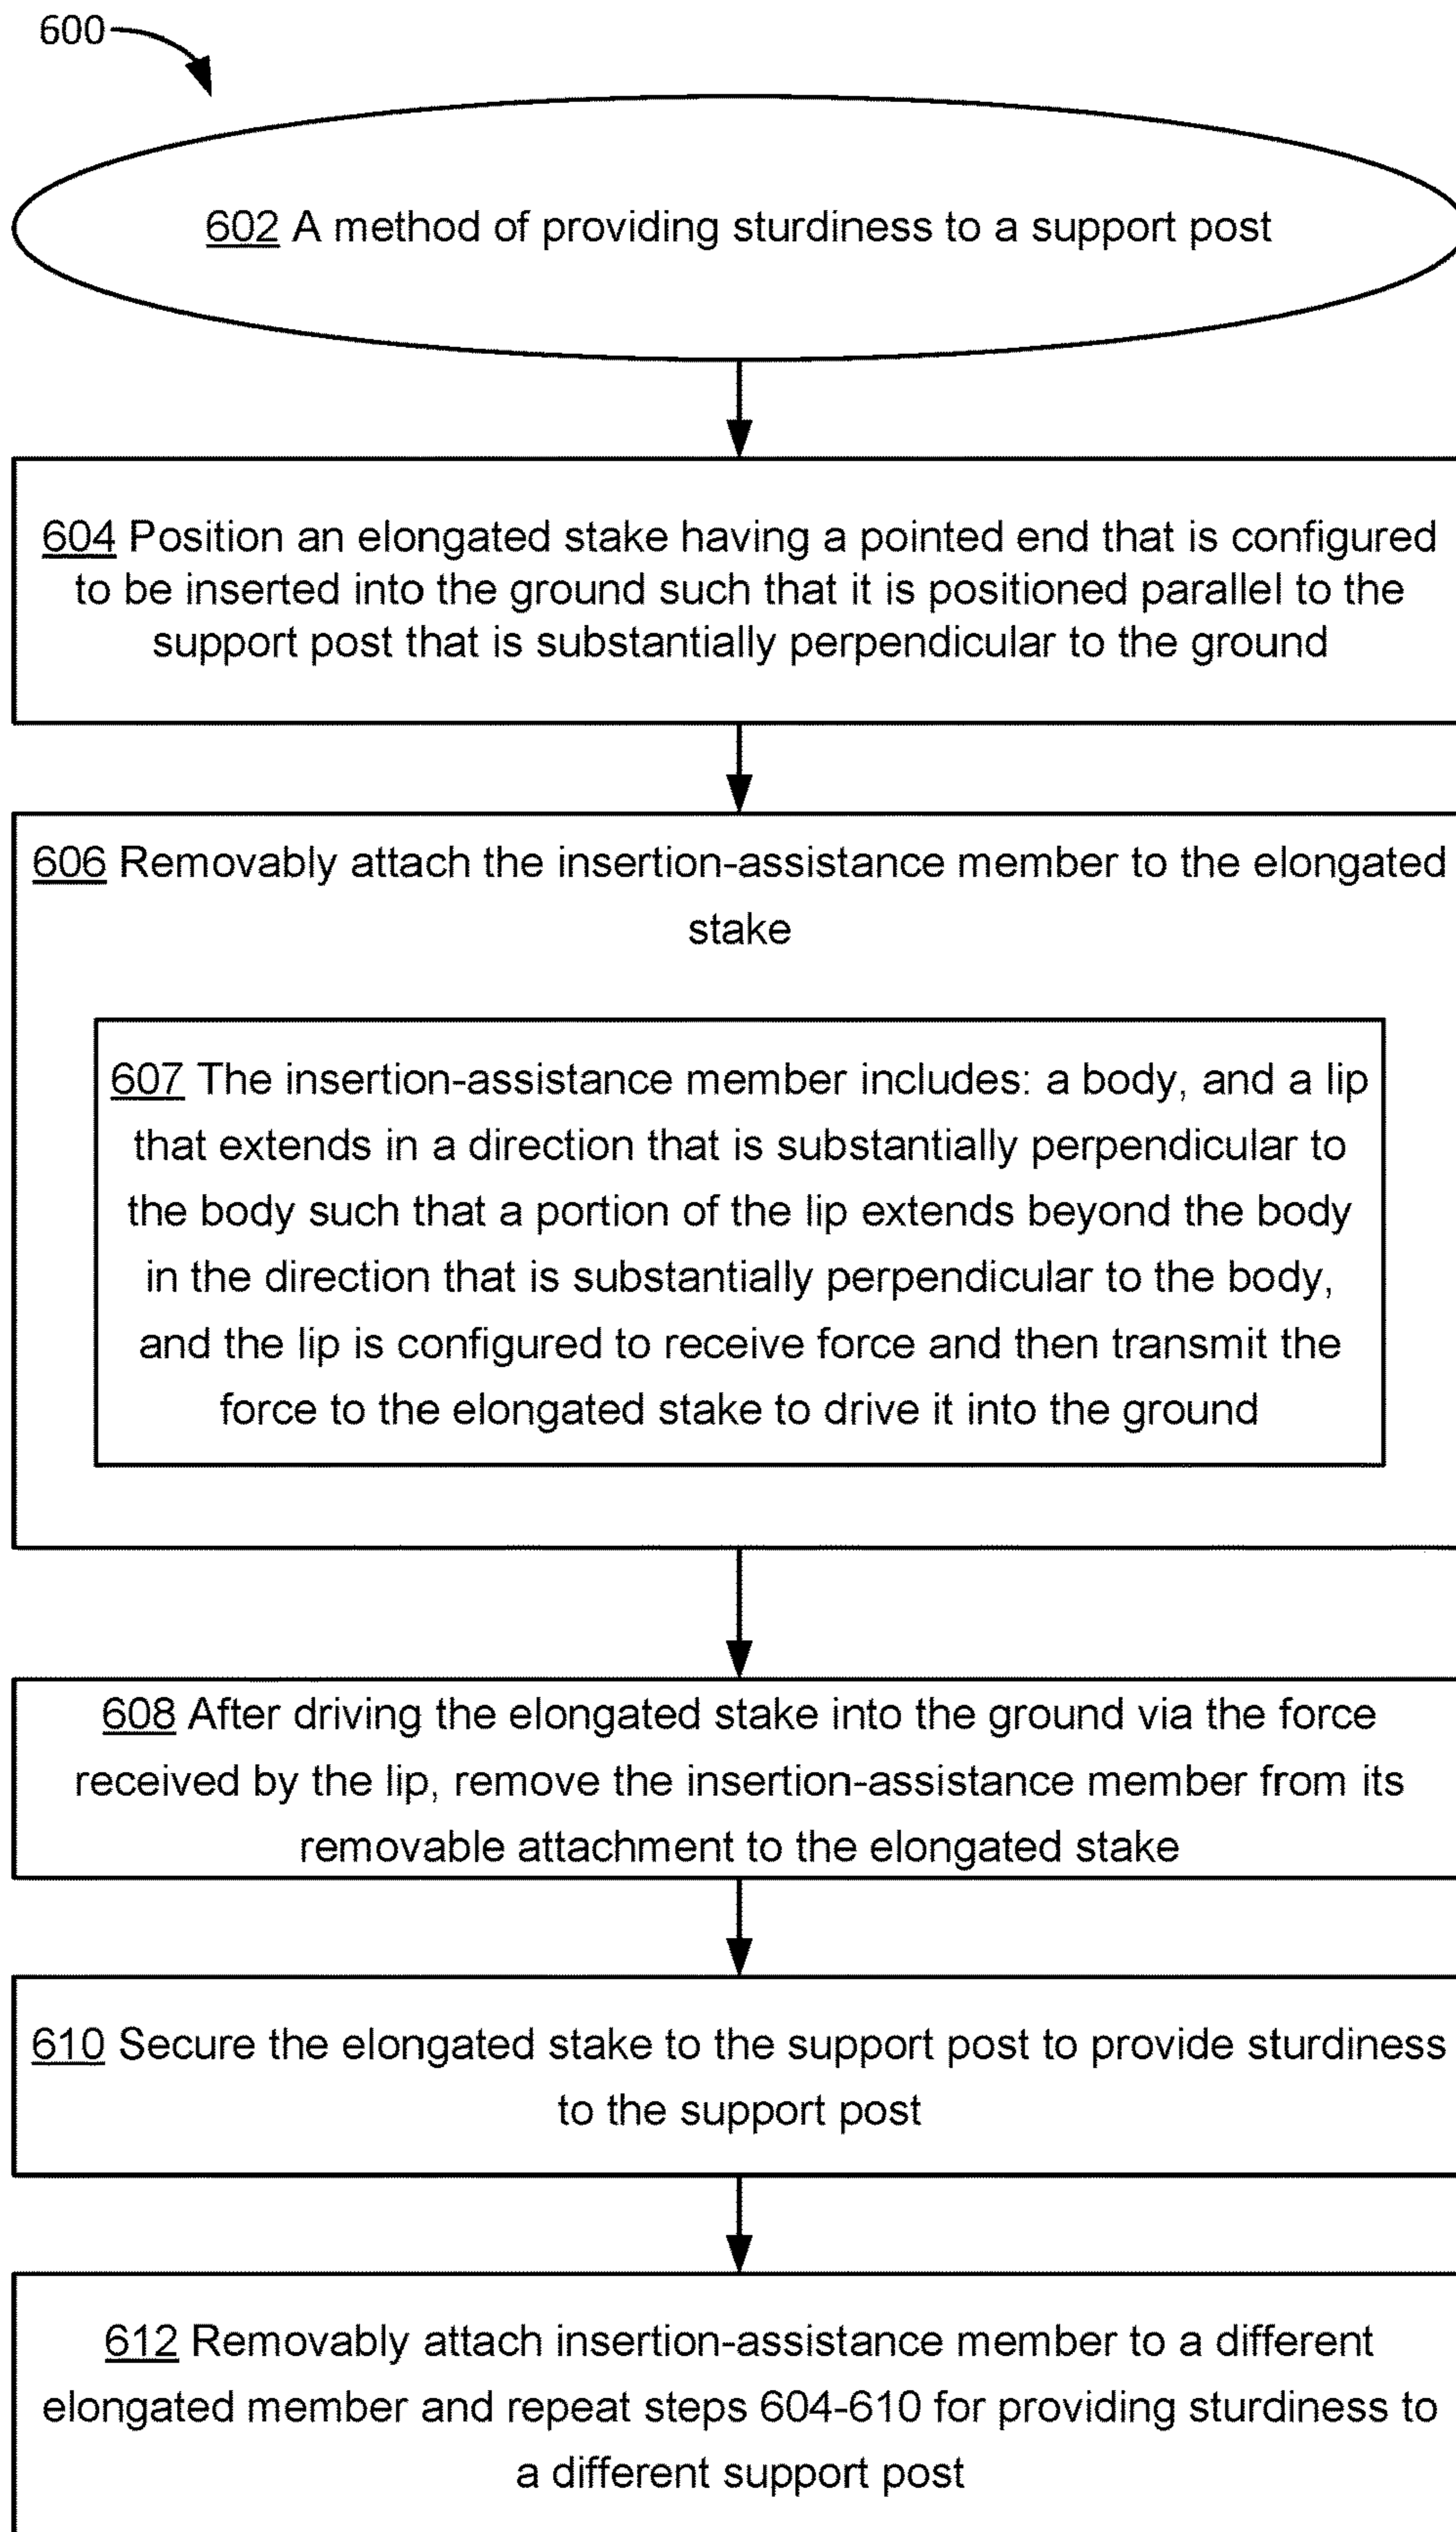 600
602 A method of providing sturdiness to a support post
604 Position an elongated stake having a pointed end that is configured
to be inserted into the ground such that it is positioned parallel to the
support post that is substantially perpendicular to the ground
606 Removably attach the insertion-assistance member to the elongated
stake
607 The insertion-assistance member includes: a body, and a lip
that extends in a direction that is substantially perpendicular to
the body such that a portion of the lip extends beyond the body
in the direction that is substantially perpendicular to the body,
and the lip is configured to receive force and then transmit the
force to the elongated stake to drive it into the ground
608 After driving the elongated stake into the ground via the force
received by the lip, remove the insertion-assistance member from its
removable attachment to the elongated stake
610 Secure the elongated stake to the support post to provide sturdiness
to the support post
612 Removably attach insertion-assistance member to a different
elongated member and repeat steps 604-610 for providing sturdiness to
a different support post